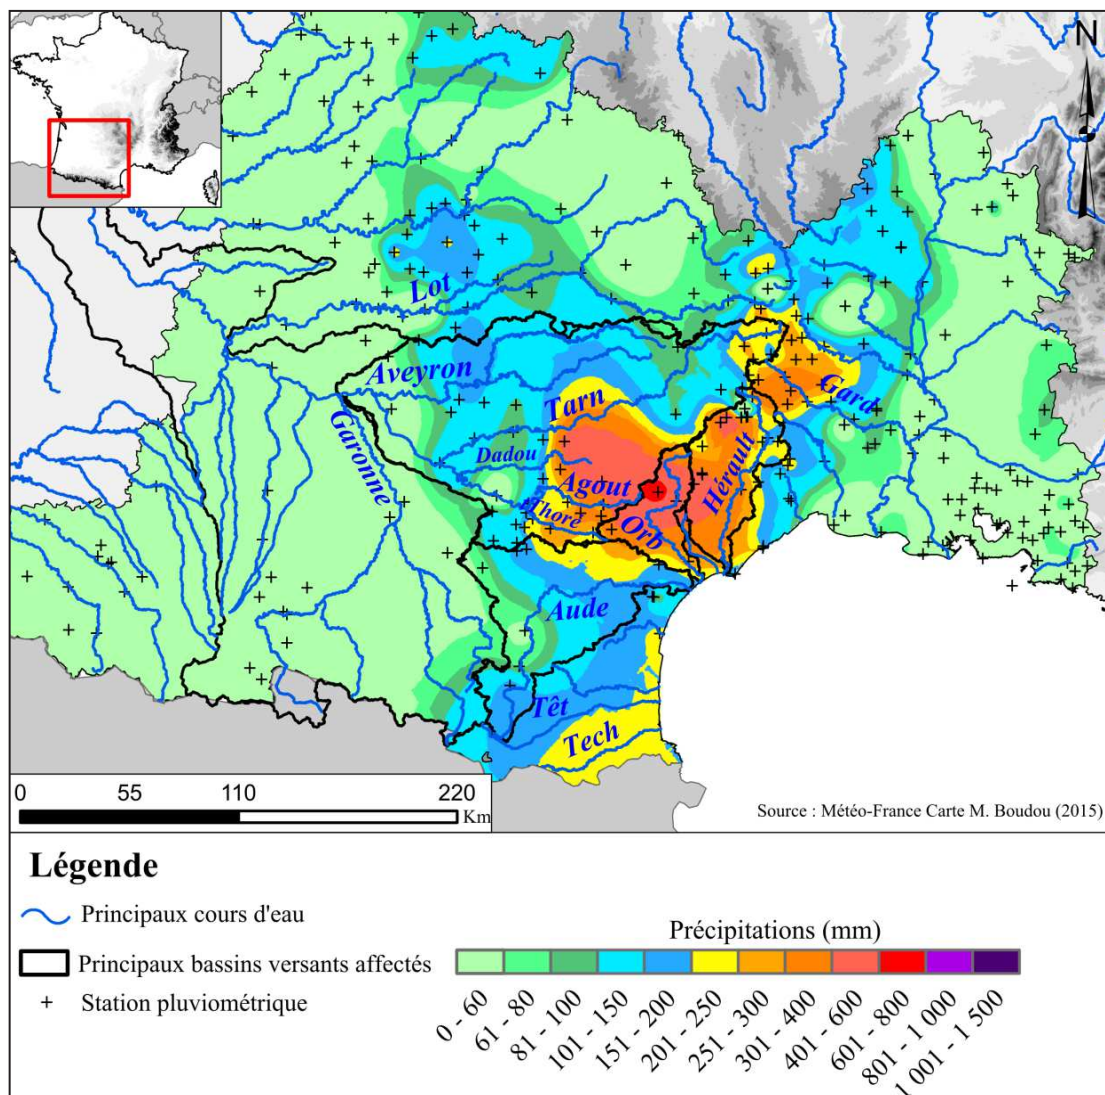 N
Lot
Aveyron
Tarn
Gard
Garonne
Dadou
Hérault
Agout
Thoré
Orb
Aude
Têt
Tech
0 55 110 220
Km
Source : Météo-France Carte M. Boudou (2015)
Légende
Principaux cours d'eau
Principaux bassins versants affectés
Station pluviométrique
Précipitations (mm)
0 - 60
61 - 80
81 - 100
101 - 150
151 - 200
201 - 250
251 - 300
301 - 400
401 - 600
601 - 800
801 - 1 000
1 001 - 1 500